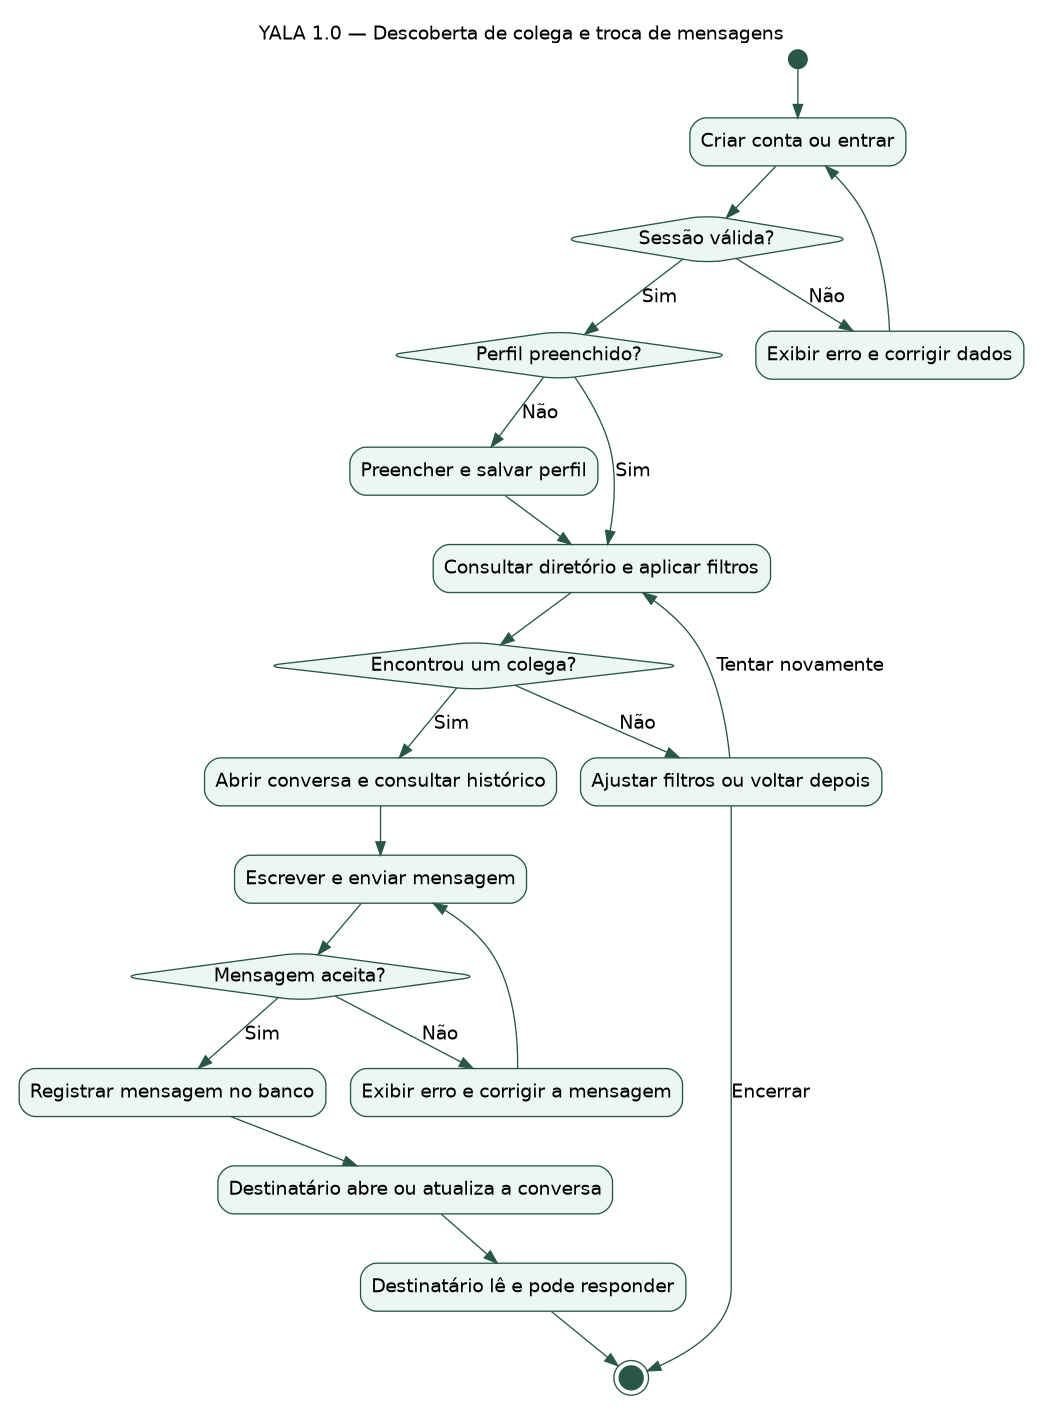 YALA 1.0 — Descoberta de colega e troca de mensagens
Criar conta ou entrar
Sessão válida?
Sim
Não
Perfil preenchido?
Exibir erro e corrigir dados
Não
Preencher e salvar perfil
Sim
Consultar diretório e aplicar filtros
Encontrou um colega?
Tentar novamente
Sim
Não
Abrir conversa e consultar histórico
Ajustar filtros ou voltar depois
Escrever e enviar mensagem
Mensagem aceita?
Sim
Não
Registrar mensagem no banco
Exibir erro e corrigir a mensagem
Encerrar
Destinatário abre ou atualiza a conversa
Destinatário lê e pode responder